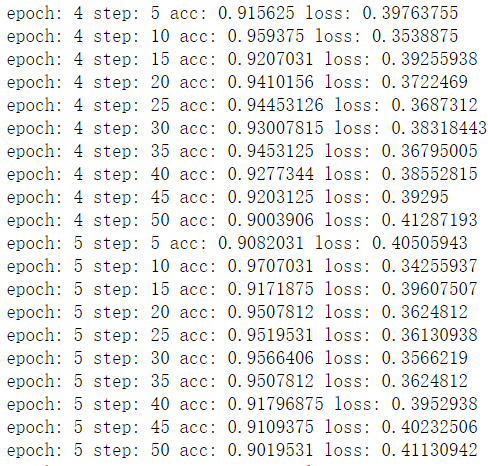 epoch: 4 step: 5 acc: 0.915625 loss: 0.39763755
epoch: 4 step: 10 acc: 0.959375 loss: 0.3538875
epoch: 4 step: 15 acc: 0.9207031 loss: 0.39255938
epoch: 4 step: 20 acc: 0.9410156 loss: 0.3722469
epoch: 4 step: 25 acc: 0.94453126 loss: 0.3687312
epoch: 4 step: 30 acc: 0.93007815 loss: 0.38318443
epoch: 4 step: 35 acc: 0.9453125 loss: 0.36795005
epoch: 4 step: 40 acc: 0.9277344 loss: 0.38552815
epoch: 4 step: 45 acc: 0.9203125 loss: 0.39295
epoch: 4 step: 50 acc: 0.9003906 loss: 0.41287193
epoch: 5 step: 5 acc: 0.9082031 loss: 0.40505943
epoch: 5 step: 10 acc: 0.9707031 loss: 0.34255937
epoch: 5 step: 15 acc: 0.9171875 loss: 0.39607507
epoch: 5 step: 20 acc: 0.9507812 loss: 0.3624812
epoch: 5 step: 25 acc: 0.9519531 loss: 0.36130938
epoch: 5 step: 30 acc: 0.9566406 loss: 0.3566219
epoch: 5 step: 35 acc: 0.9507812 loss: 0.3624812
epoch: 5 step: 40 acc: 0.91796875 loss: 0.3952938
epoch: 5 step: 45 acc: 0.9109375 loss: 0.40232506
epoch: 5 step: 50 acc: 0.9019531 loss: 0.41130942